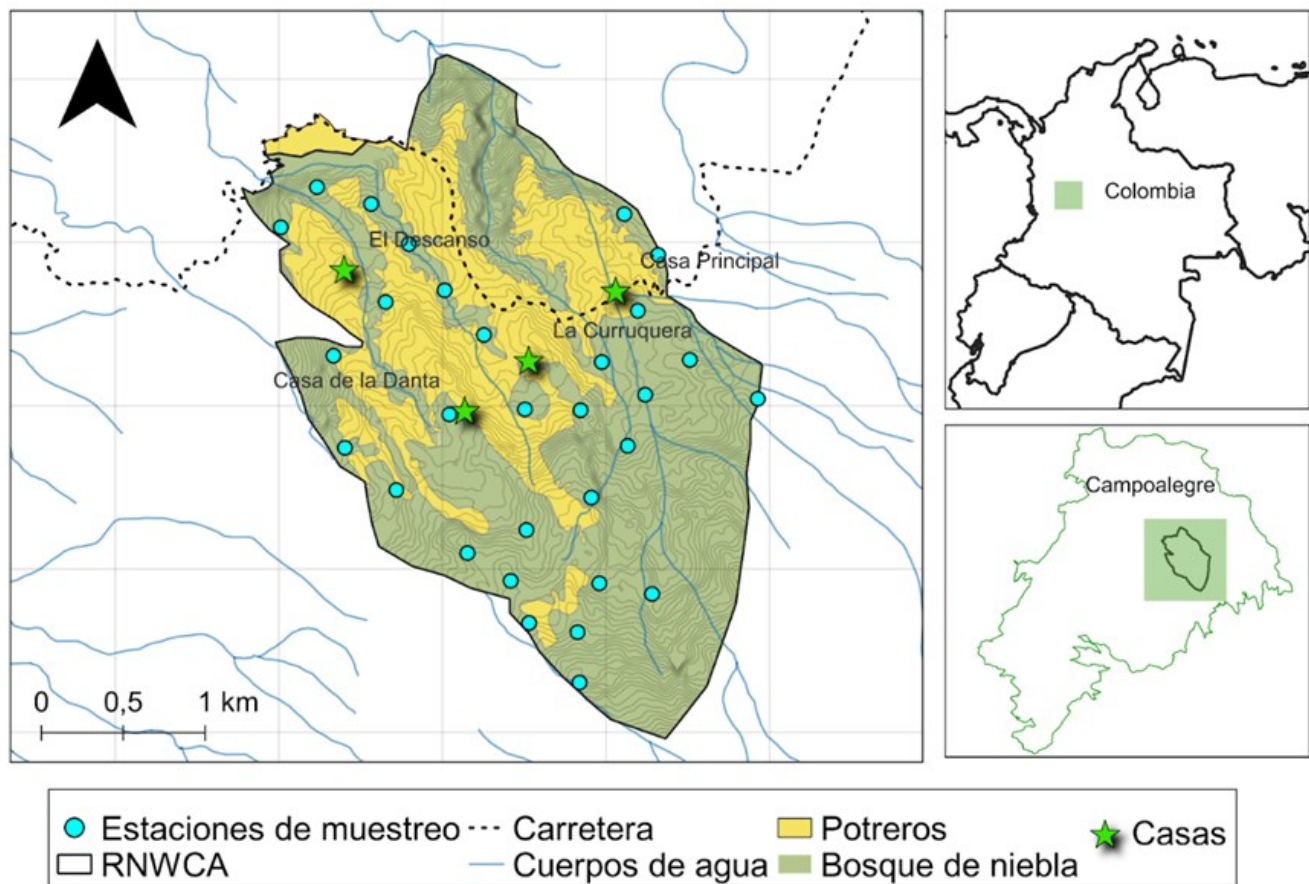 El Descanso
Casa Principal
La Curruquera
Casa de la Danta
0 0,5 1 km
Colombia
Campoalegre
Estaciones de muestreo
Carretera
Potreros
Casas
RNWCA
Cuerpos de agua
Bosque de niebla